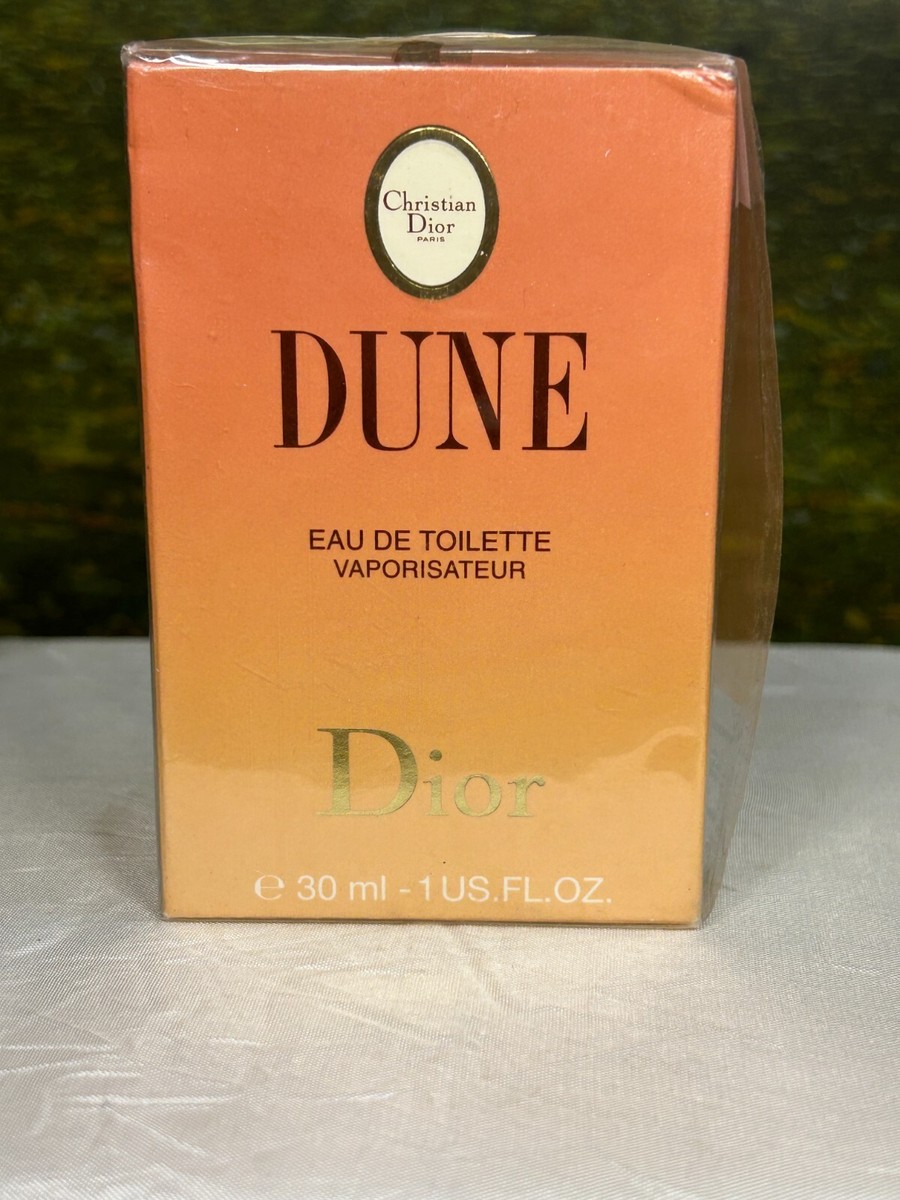 Christian
Dior
PARIS
DUNE
EAU DE TOILETTE
VAPORISATEUR
Dior
℮ 30 ml - 1 US.FL.OZ.